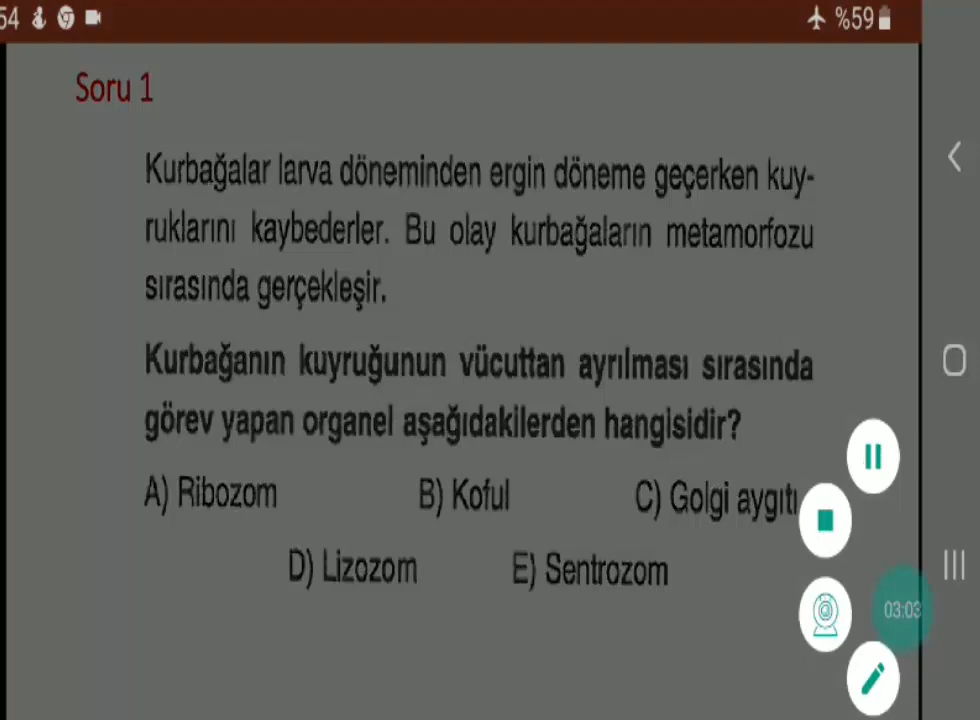 54 %59
Soru 1
Kurbağalar larva döneminden ergin döneme geçerken kuy-
ruklarını kaybederler. Bu olay kurbağaların metamorfozu
sırasında gerçekleşir.
Kurbağanın kuyruğunun vücuttan ayrılması sırasında
görev yapan organel aşağıdakilerden hangisidir?
A) Ribozom B) Koful C) Golgi aygıtı
D) Lizozom E) Sentrozom
03:03